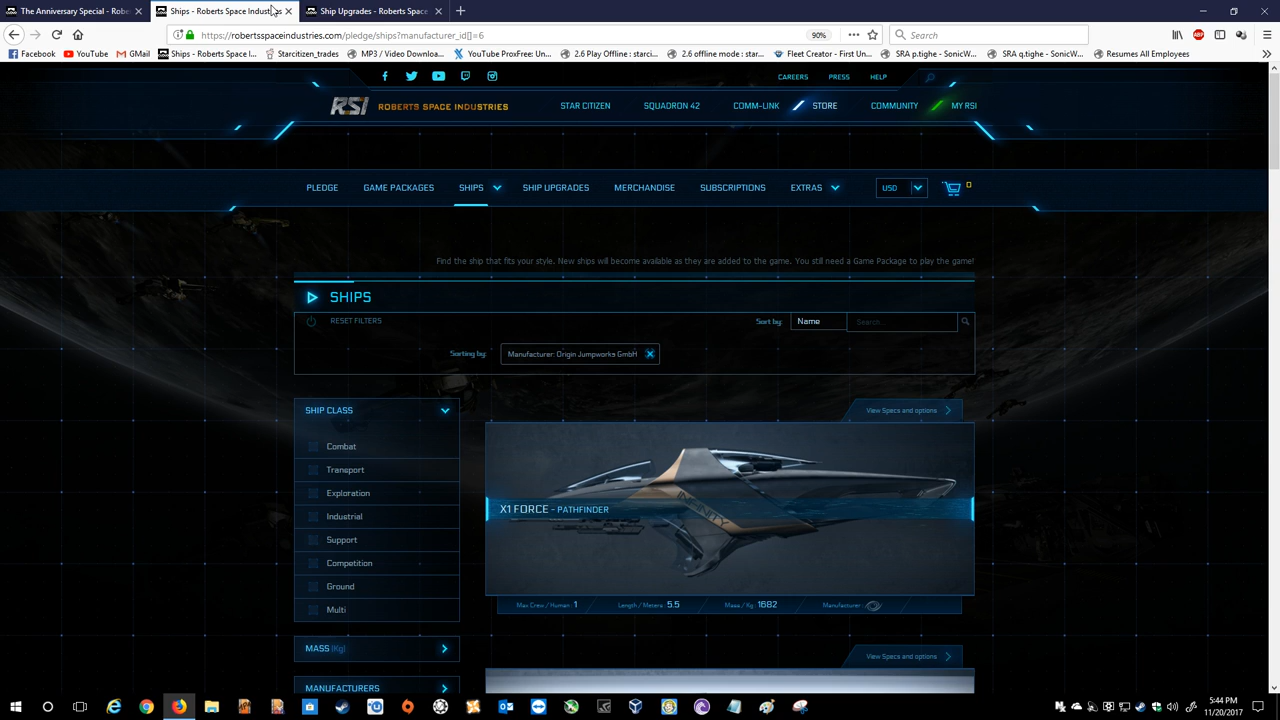 The Anniversary Special - Rober
Ships - Roberts Space Industries
Ship Upgrades - Roberts Space
https://robertsspaceindustries.com/pledge/ships?manufacturer_id[]=6
90%
Search
Facebook
YouTube
GMail
Ships - Roberts Space I...
Starcitizen_trades
MP3 / Video Downloa...
YouTube ProxFree: Un...
2.6 Play Offline : starci...
2.6 offline mode : star...
Fleet Creator - First Un...
SRA p.tighe - SonicW...
SRA q.tighe - SonicW...
Resumes All Employees
CAREERS
PRESS
HELP
RSI
ROBERTS SPACE INDUSTRIES
STAR CITIZEN
SQUADRON 42
COMM-LINK
STORE
COMMUNITY
MY RSI
PLEDGE
GAME PACKAGES
SHIPS
SHIP UPGRADES
MERCHANDISE
SUBSCRIPTIONS
EXTRAS
USD
0
Find the ship that fits your style. New ships will become available as they are added to the game. You still need a Game Package to play the game!
SHIPS
RESET FILTERS
Sort by:
Name
Search...
Sorting by:
Manufacturer: Origin Jumpworks GmbH
SHIP CLASS
Combat
Transport
Exploration
Industrial
Support
Competition
Ground
Multi
MASS (Kg)
MANUFACTURERS
View Specs and options
X1 FORCE - PATHFINDER
Max Crew / Human: 1
Length / Meters: 5.5
Mass / Kg: 1682
Manufacturer:
View Specs and options
5:44 PM
11/20/2017